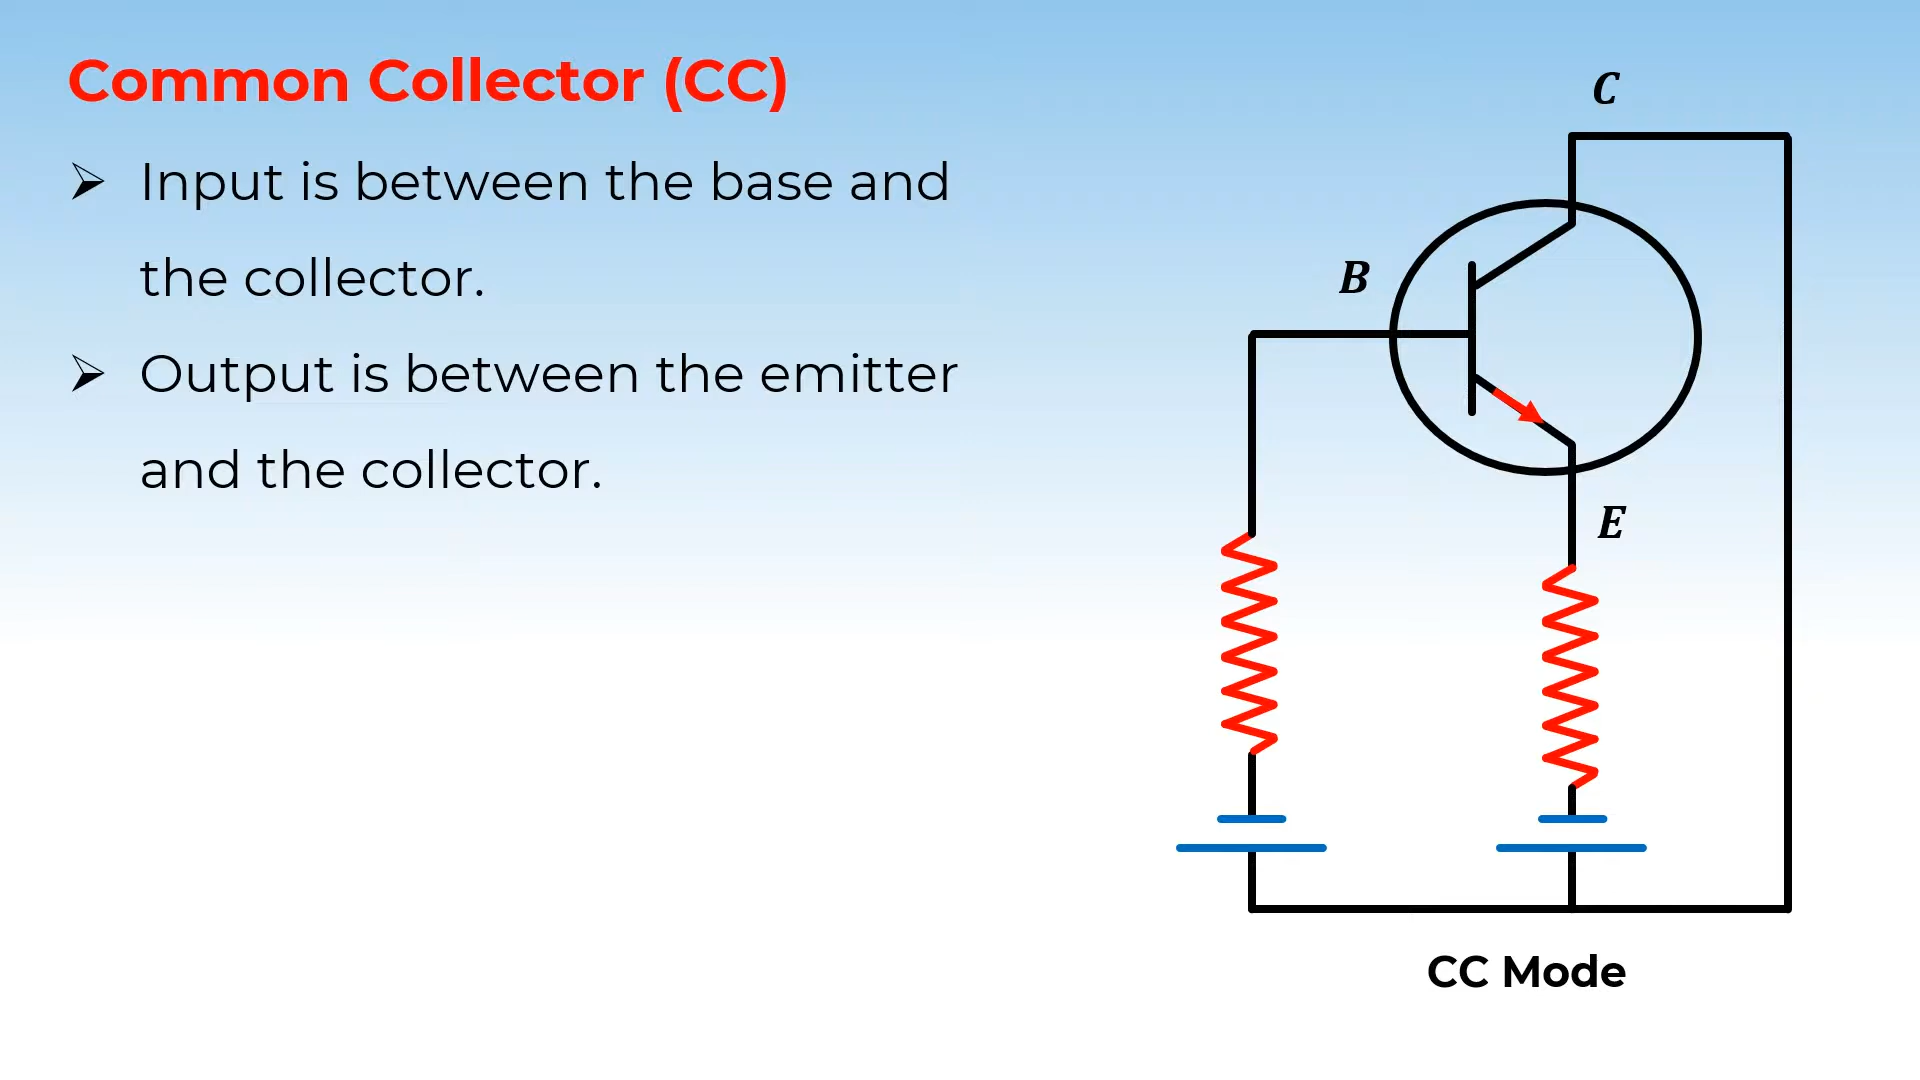 Common Collector (CC)
➢ Input is between the base and
the collector.
➢ Output is between the emitter
and the collector.
C
B
E
CC Mode